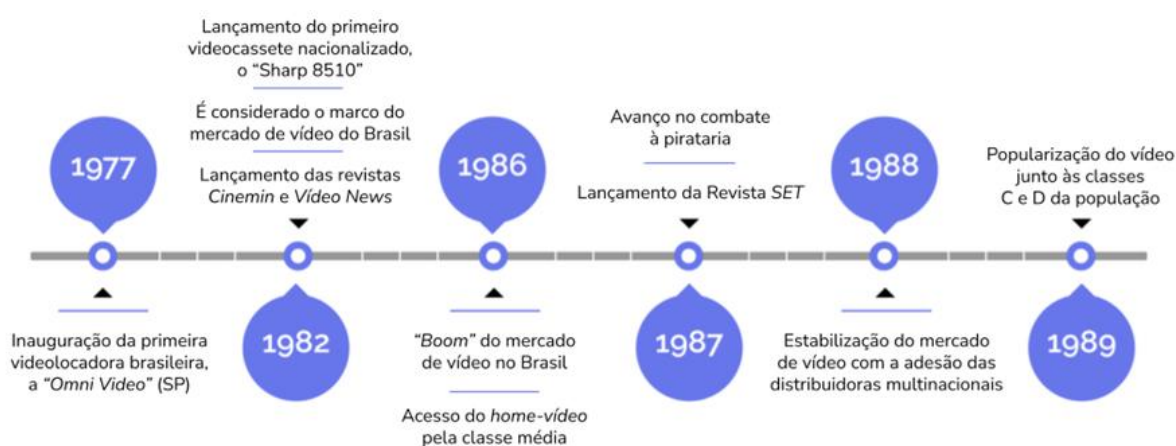 1977
Inauguração da primeira
videolocadora brasileira,
a “Omni Video” (SP)
Lançamento do primeiro
videocassete nacionalizado,
o “Sharp 8510”
É considerado o marco do
mercado de vídeo do Brasil
Lançamento das revistas
Cinemin e Vídeo News
1982
1986
“Boom” do mercado
de vídeo no Brasil
Acesso do home-vídeo
pela classe média
Avanço no combate
à pirataria
Lançamento da Revista SET
1987
1988
Estabilização do mercado
de vídeo com a adesão das
distribuidoras multinacionais
Popularização do vídeo
junto às classes
C e D da população
1989